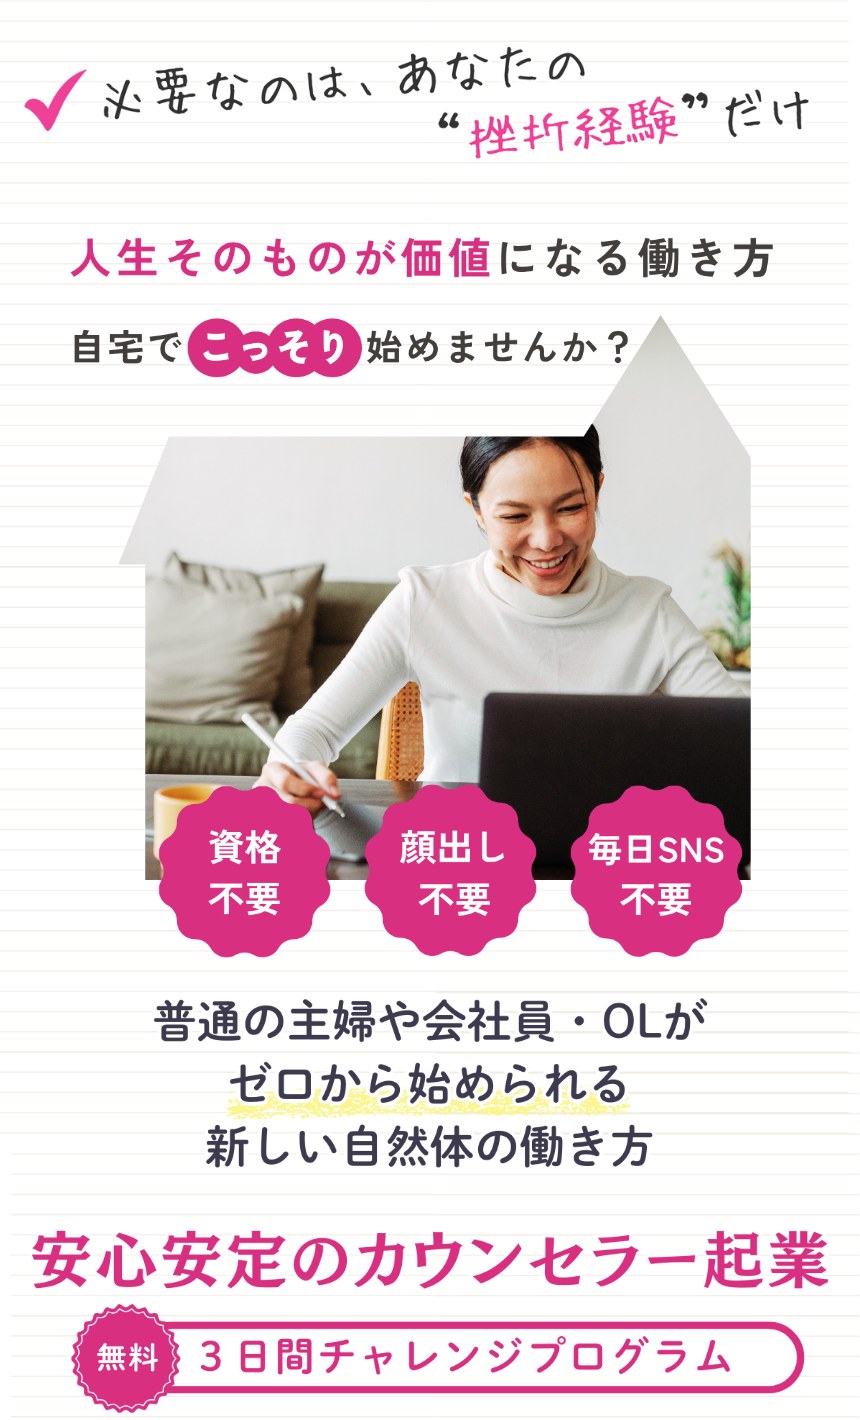 必要なのは、あなたの
“挫折経験”だけ
人生そのものが価値になる働き方
自宅でこっそり始めませんか？
資格
不要
顔出し
不要
毎日SNS
不要
普通の主婦や会社員・OLが
ゼロから始められる
新しい自然体の働き方
安心安定のカウンセラー起業
無料 3日間チャレンジプログラム